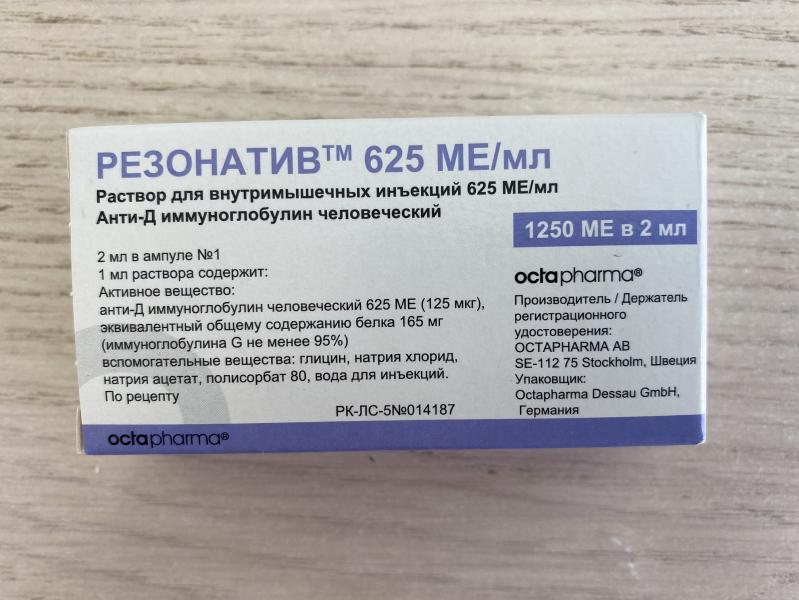 РЕЗОНАТИВ™ 625 МЕ/мл
Раствор для внутримышечных инъекций 625 МЕ/мл
Анти-Д иммуноглобулин человеческий
1250 МЕ в 2 мл
2 мл в ампуле №1
1 мл раствора содержит:
Активное вещество:
анти-Д иммуноглобулин человеческий 625 МЕ (125 мкг),
эквивалентный общему содержанию белка 165 мг
(иммуноглобулина G не менее 95%)
вспомогательные вещества: глицин, натрия хлорид,
натрия ацетат, полисорбат 80, вода для инъекций.
По рецепту
РК-ЛС-5№014187
octapharma®
Производитель / Держатель
регистрационного
удостоверения:
OCTAPHARMA AB
SE-112 75 Stockholm, Швеция
Упаковщик:
Octapharma Dessau GmbH,
Германия
octapharma®